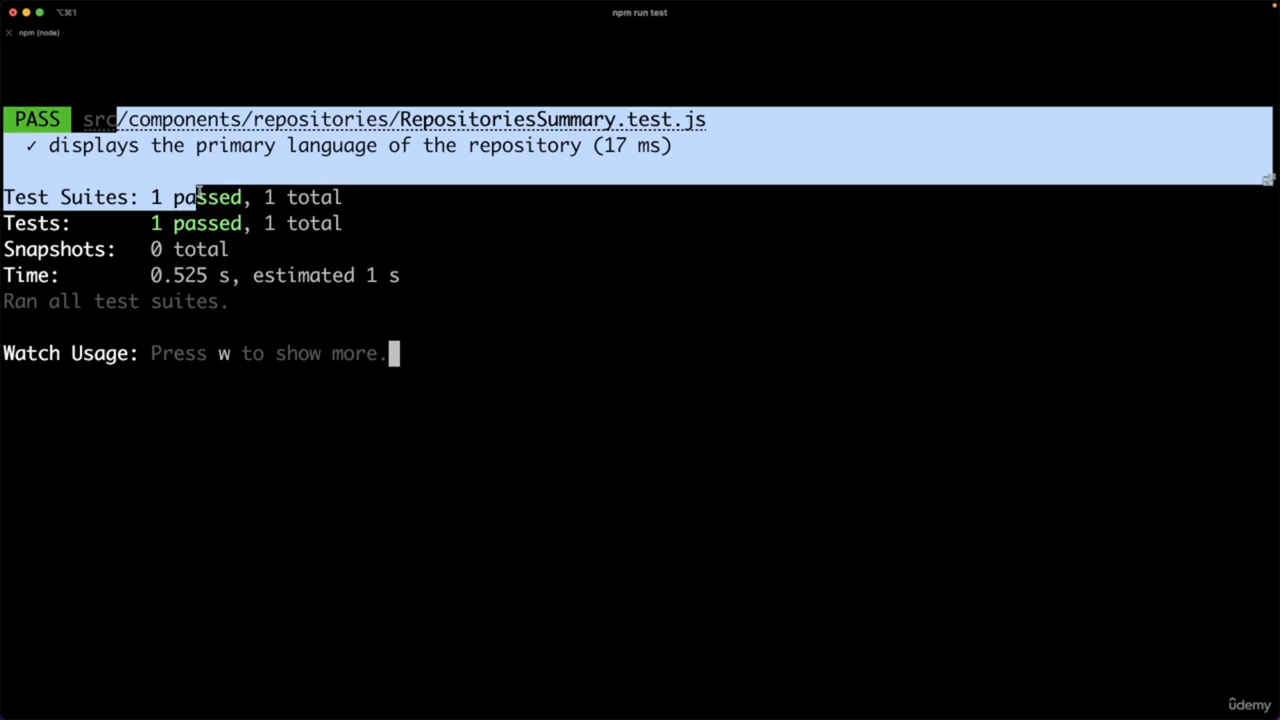 ⌥⌘1
npm run test
npm (node)
PASS src/components/repositories/RepositoriesSummary.test.js
✓ displays the primary language of the repository (17 ms)
Test Suites: 1 passed, 1 total
Tests: 1 passed, 1 total
Snapshots: 0 total
Time: 0.525 s, estimated 1 s
Ran all test suites.
Watch Usage: Press w to show more.
ûdemy